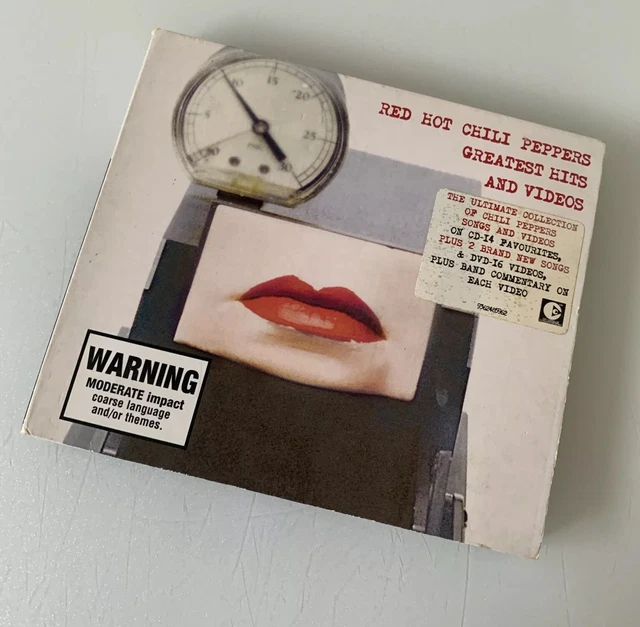 RED HOT CHILI PEPPERS
GREATEST HITS
AND VIDEOS
THE ULTIMATE COLLECTION
OF CHILI PEPPERS
SONGS AND VIDEOS
ON CD-14 FAVOURITES,
PLUS 2 BRAND NEW SONGS
& DVD-16 VIDEOS,
PLUS BAND COMMENTARY ON
EACH VIDEO
5
10
15
20
25
30
WARNING
MODERATE impact
coarse language
and/or themes.